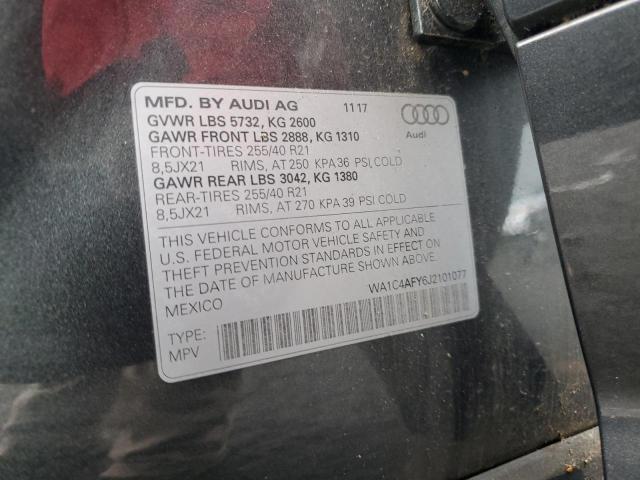 MFD. BY AUDI AG 11 17
GVWR LBS 5732, KG 2600
GAWR FRONT LBS 2888, KG 1310
FRONT-TIRES 255/40 R21
8,5JX21 RIMS, AT 250 KPA 36 PSI,COLD
GAWR REAR LBS 3042, KG 1380
REAR-TIRES 255/40 R21
8,5JX21 RIMS, AT 270 KPA 39 PSI COLD
Audi
THIS VEHICLE CONFORMS TO ALL APPLICABLE
U.S. FEDERAL MOTOR VEHICLE SAFETY AND
THEFT PREVENTION STANDARDS IN EFFECT ON
THE DATE OF MANUFACTURE SHOWN ABOVE.
MEXICO
WA1C4AFY6J2101077
TYPE:
MPV